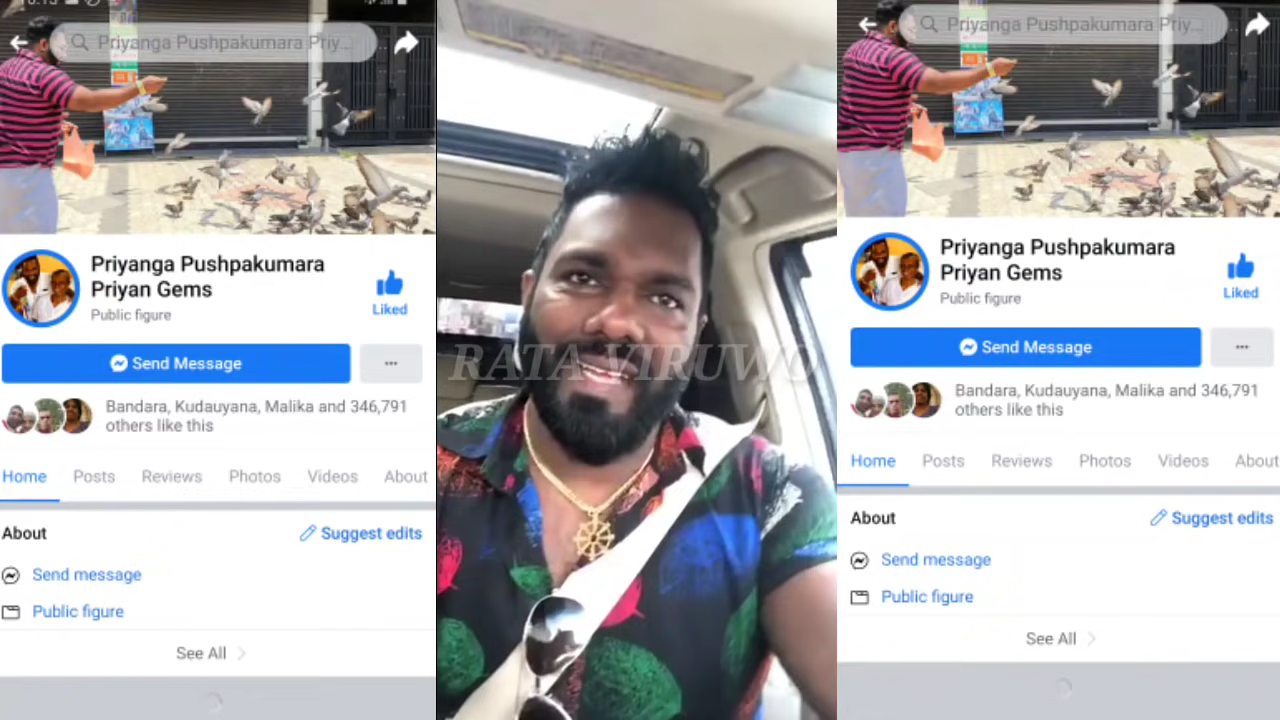 Priyanga Pushpakumara Priy...
Priyanga Pushpakumara
Priyan Gems
Public figure
Liked
Send Message
Bandara, Kudauyana, Malika and 346,791
others like this
Home Posts Reviews Photos Videos About
About
Suggest edits
Send message
Public figure
See All
RATA VIRUWO
Priyanga Pushpakumara Priy...
Priyanga Pushpakumara
Priyan Gems
Public figure
Liked
Send Message
Bandara, Kudauyana, Malika and 346,791
others like this
Home Posts Reviews Photos Videos About
About
Suggest edits
Send message
Public figure
See All